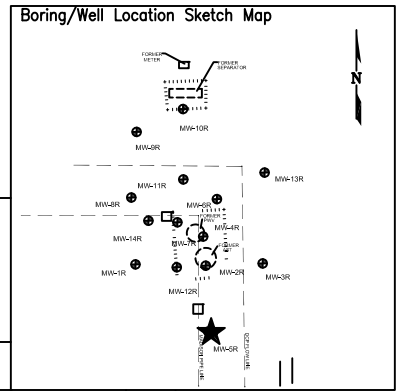 Boring/Well Location Sketch Map
FORMER
METER
FORMER
SEPARATOR
N
MW-10R
MW-9R
MW-13R
MW-11R
MW-8R
MW-6R
FORMER
PWV
MW-4R
MW-14R
MW-7R
FORMER
MW-1R
MW-2R
MW-3R
MW-12R
MW-5R